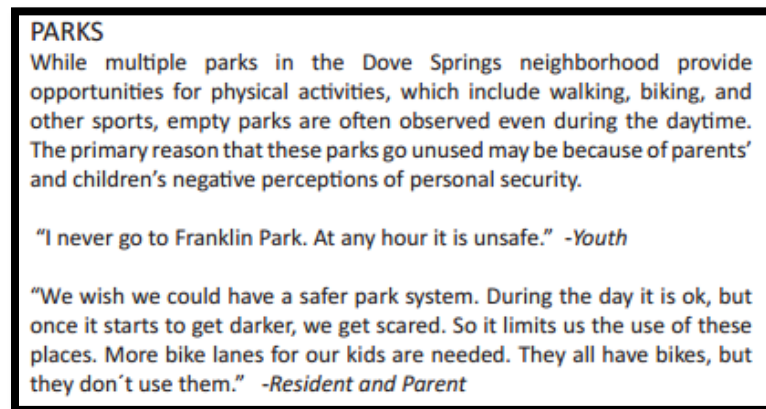 PARKS
While multiple parks in the Dove Springs neighborhood provide
opportunities for physical activities, which include walking, biking, and
other sports, empty parks are often observed even during the daytime.
The primary reason that these parks go unused may be because of parents’
and children’s negative perceptions of personal security.
“I never go to Franklin Park. At any hour it is unsafe.” -Youth
“We wish we could have a safer park system. During the day it is ok, but
once it starts to get darker, we get scared. So it limits us the use of these
places. More bike lanes for our kids are needed. They all have bikes, but
they don´t use them.” -Resident and Parent